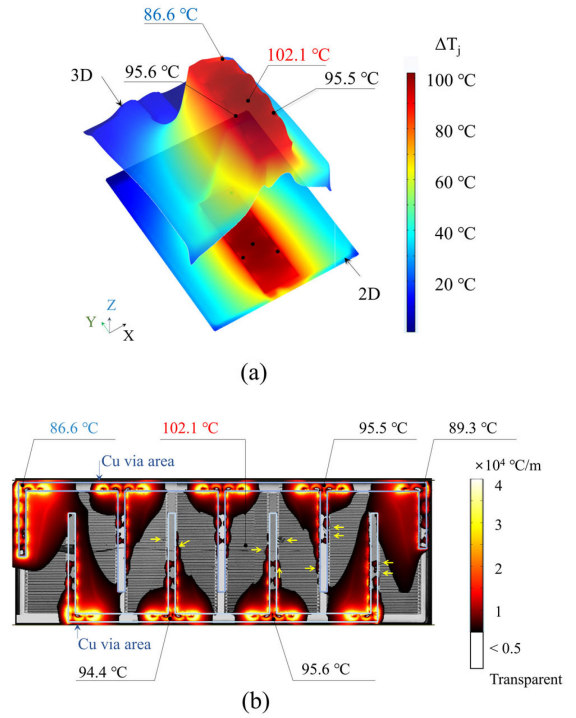 86.6 ℃
ΔTⱼ
102.1 ℃
95.6 ℃
95.5 ℃
3D
100 ℃
80 ℃
60 ℃
40 ℃
20 ℃
2D
Z
Y
X
(a)
86.6 ℃
102.1 ℃
95.5 ℃
89.3 ℃
Cu via area
×10⁴ ℃/m
4
3
2
1
< 0.5
Transparent
Cu via area
94.4 ℃
95.6 ℃
(b)